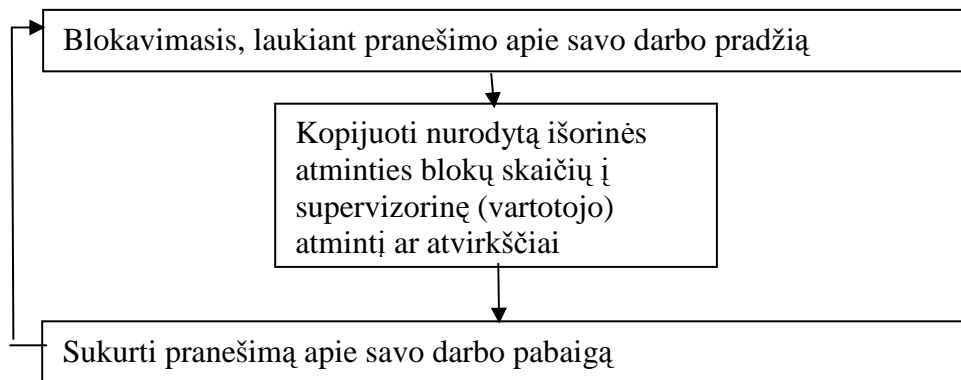 Blokavimasis, laukiant pranešimo apie savo darbo pradžią
Kopijuoti nurodytą išorinės
atminties blokų skaičių į
supervizorinę (vartotojo)
atmintį ar atvirkščiai
Sukurti pranešimą apie savo darbo pabaigą